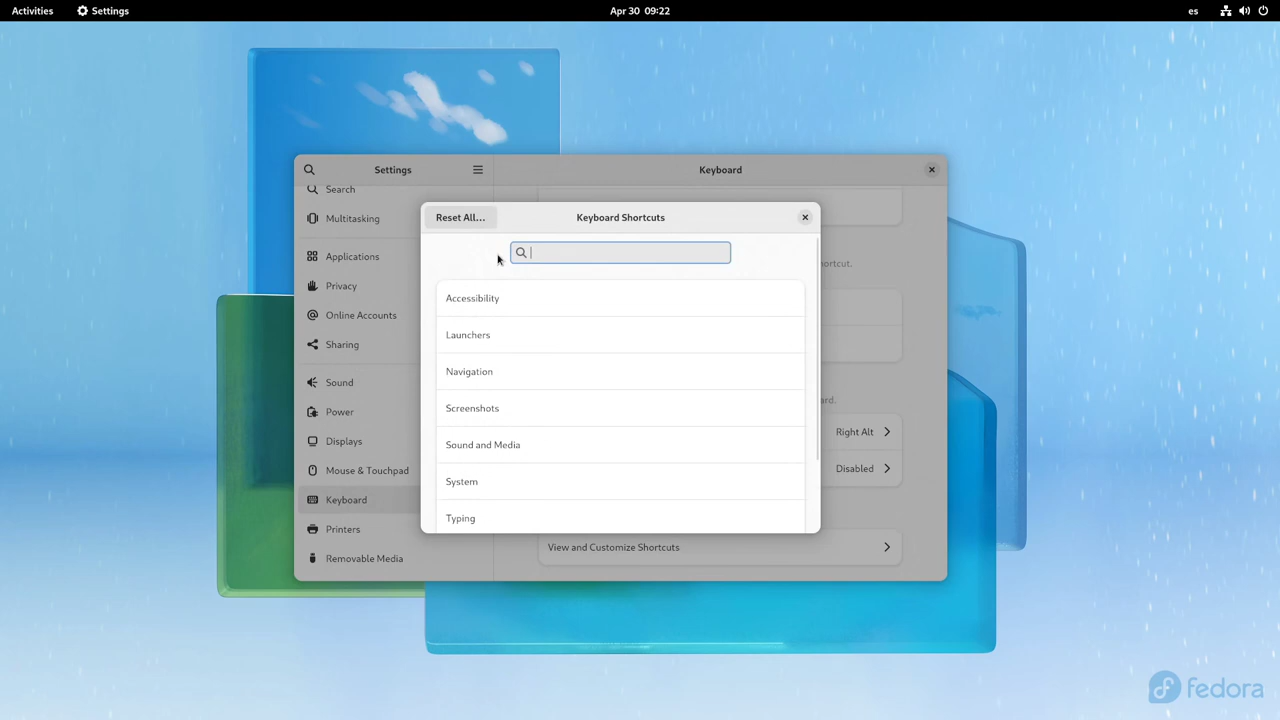 Activities
Settings
Apr 30 09:22
es
Settings
Keyboard
Search
Multitasking
Applications
Privacy
Online Accounts
Sharing
Sound
Power
Displays
Mouse & Touchpad
Keyboard
Printers
Removable Media
Reset All...
Keyboard Shortcuts
Accessibility
Launchers
Navigation
Screenshots
Sound and Media
System
Typing
ortcut.
ard.
Right Alt
Disabled
View and Customize Shortcuts
fedora